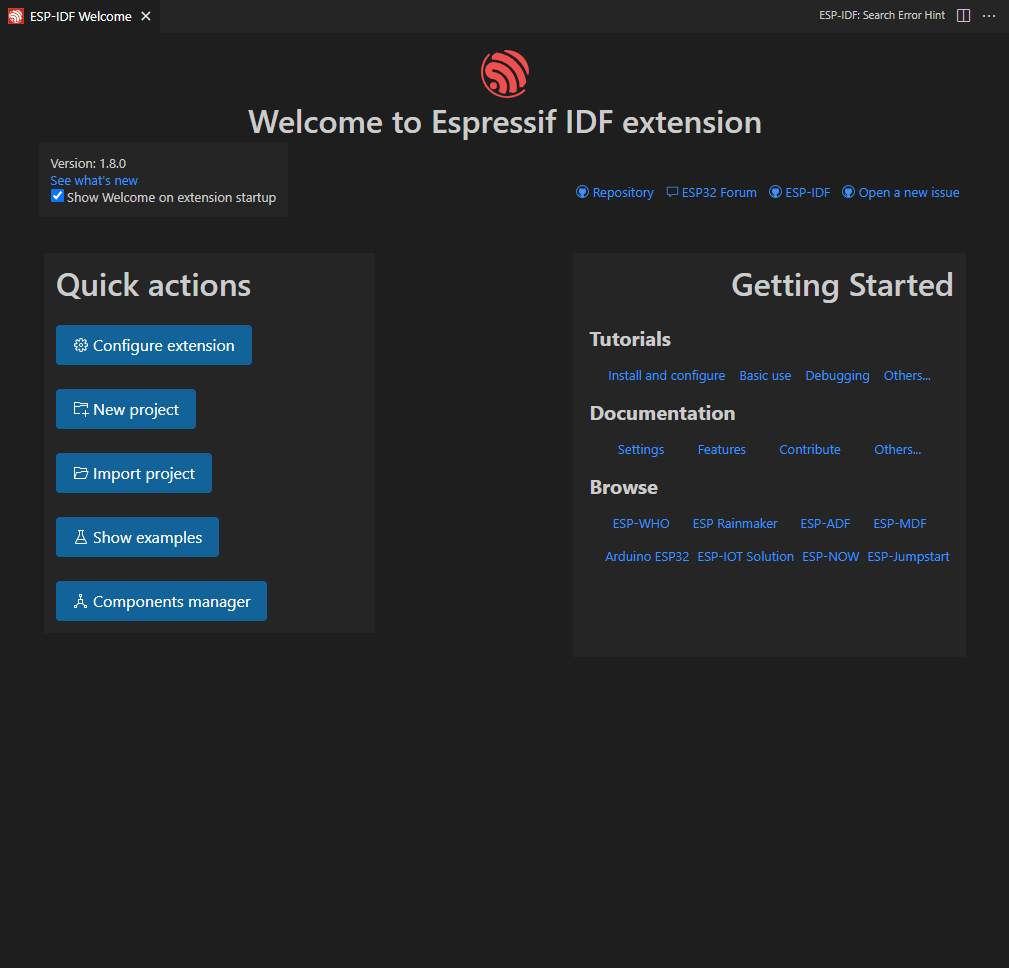 ESP-IDF Welcome
ESP-IDF: Search Error Hint
Welcome to Espressif IDF extension
Version: 1.8.0
See what's new
Show Welcome on extension startup
Repository ESP32 Forum ESP-IDF Open a new issue
Quick actions
Configure extension
New project
Import project
Show examples
Components manager
Getting Started
Tutorials
Install and configure Basic use Debugging Others...
Documentation
Settings Features Contribute Others...
Browse
ESP-WHO ESP Rainmaker ESP-ADF ESP-MDF
Arduino ESP32 ESP-IOT Solution ESP-NOW ESP-Jumpstart